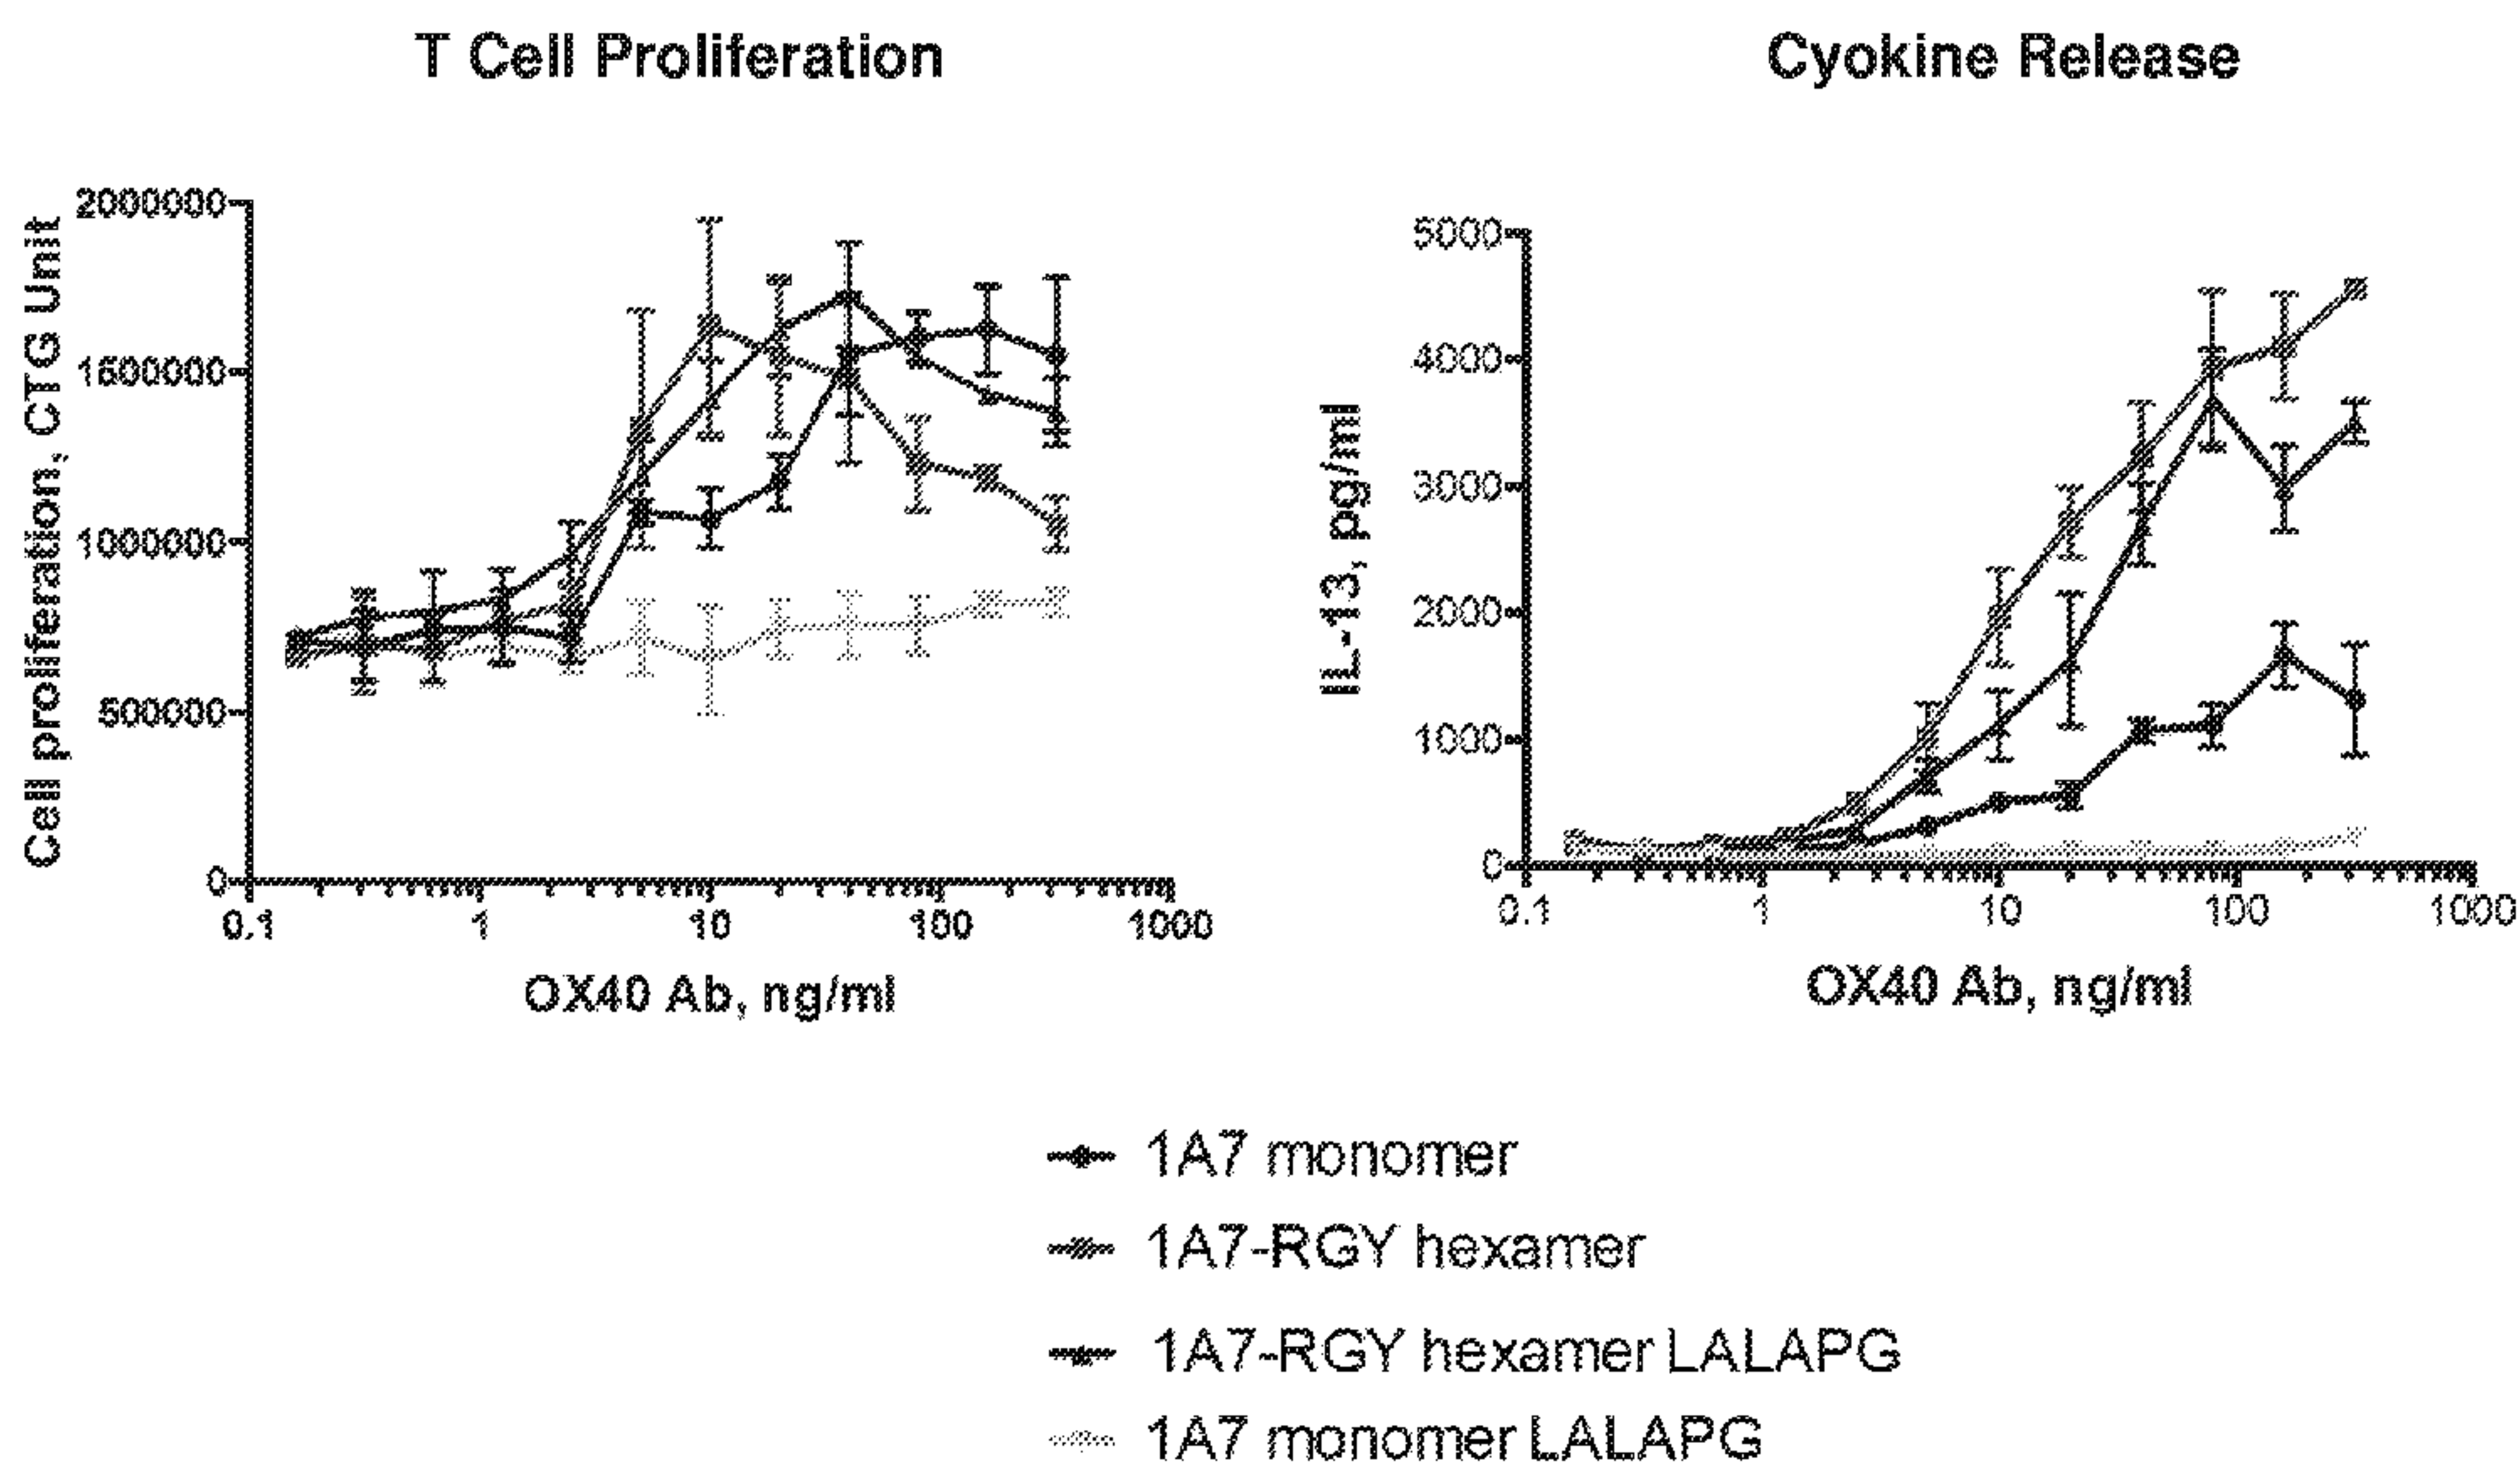 T Cell Proliferation
Cell proliferation, CTG Unit
2000000
1500000
1000000
500000
0
0.1
1
10
100
1000
OX40 Ab, ng/ml
Cyokine Release
IL-13, pg/ml
5000
4000
3000
2000
1000
0
0.1
1
10
100
1000
OX40 Ab, ng/ml
1A7 monomer
1A7-RGY hexamer
1A7-RGY hexamer LALAPG
1A7 monomer LALAPG